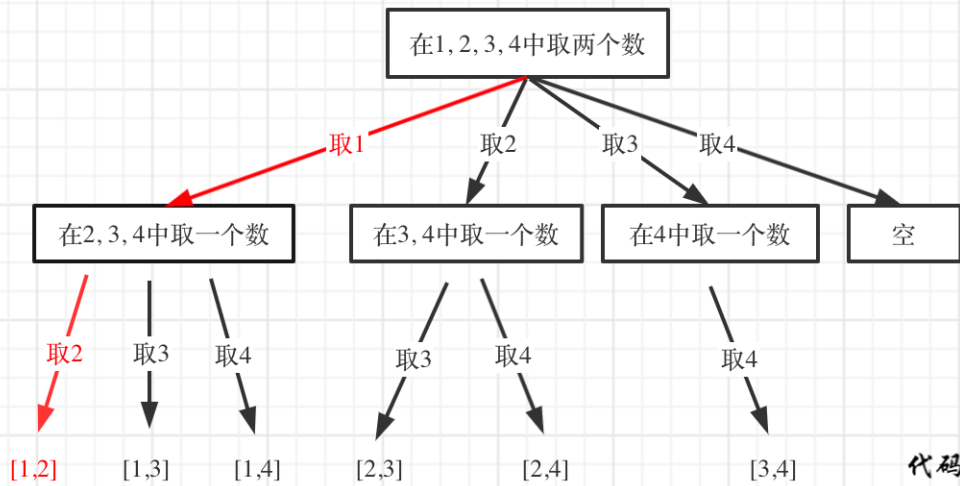 在1, 2, 3, 4中取两个数
取1
取2
取3
取4
在2, 3, 4中取一个数
在3, 4中取一个数
在4中取一个数
空
取2
取3
取4
取3
取4
取4
[1,2]
[1,3]
[1,4]
[2,3]
[2,4]
[3,4]
代码